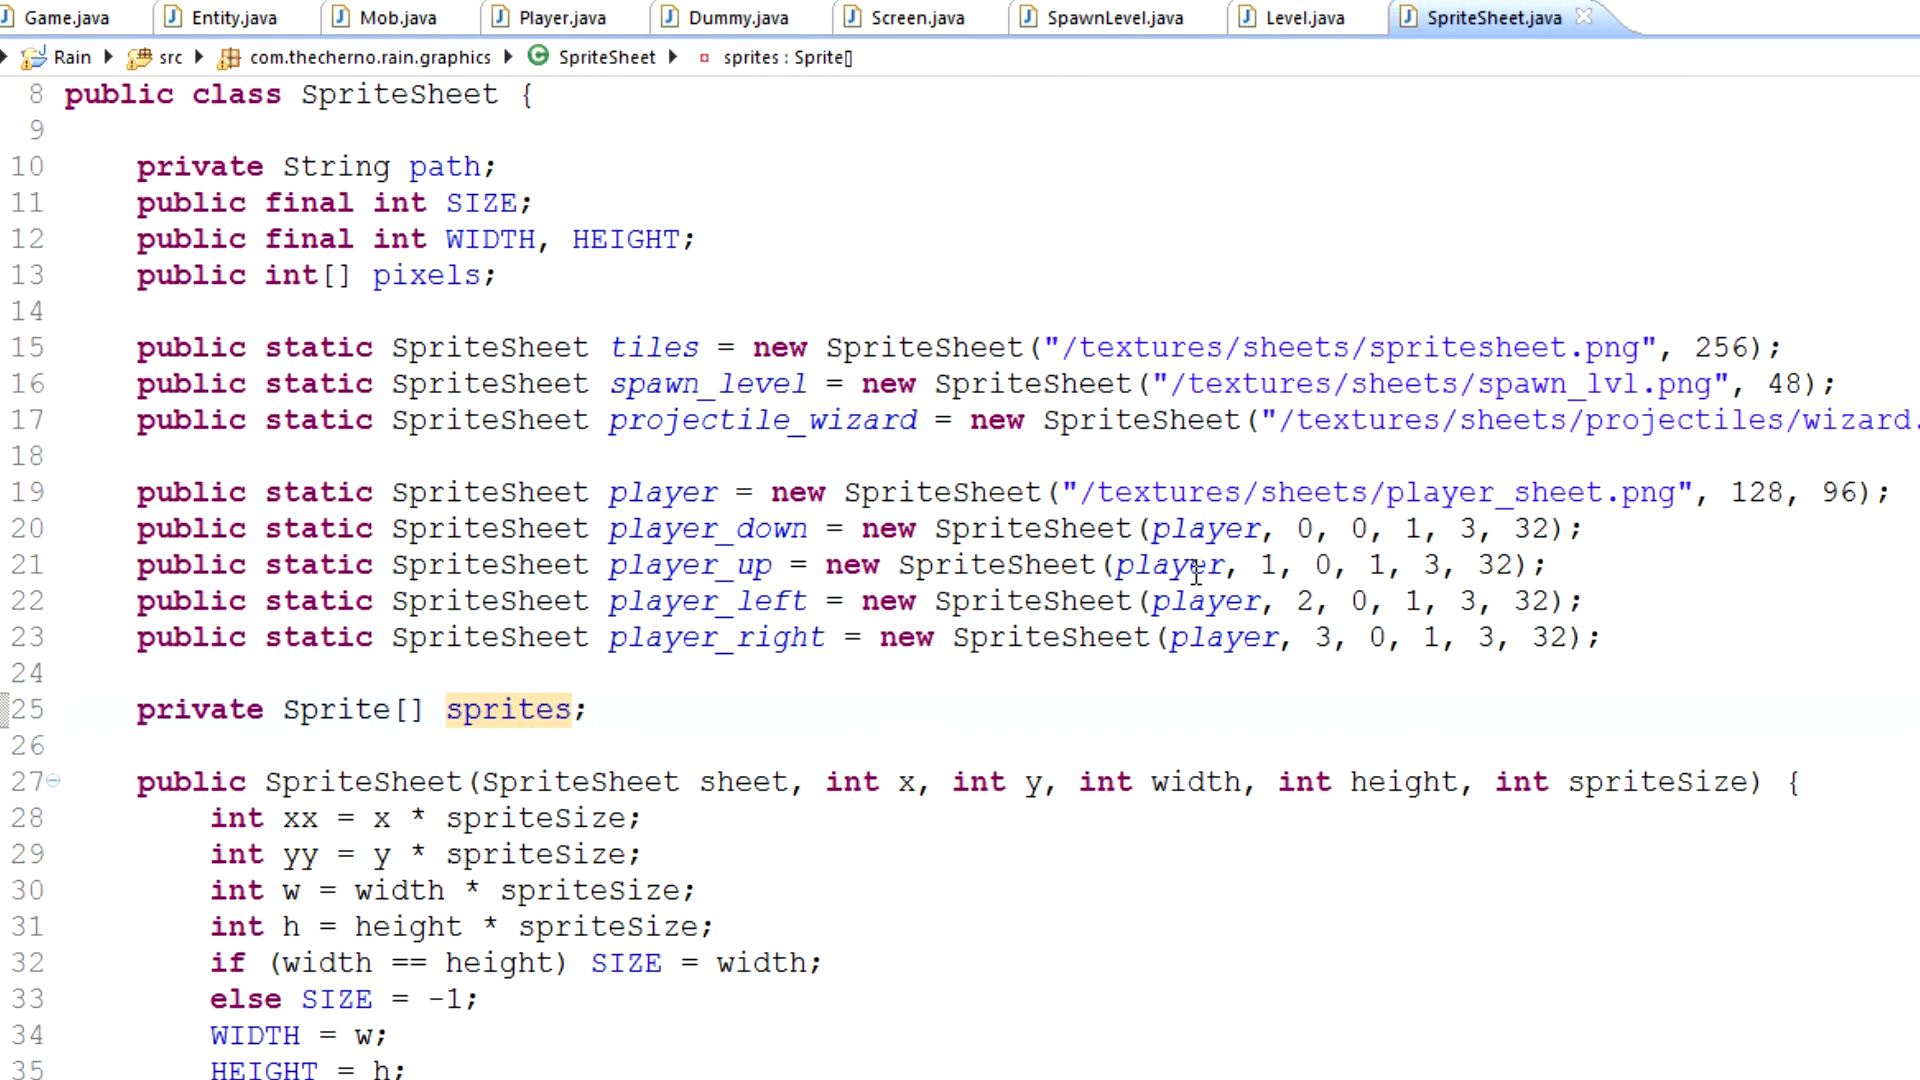 Game.java Entity.java Mob.java Player.java Dummy.java Screen.java SpawnLevel.java Level.java SpriteSheet.java
Rain src com.thecherno.rain.graphics SpriteSheet sprites : Sprite[]
8 public class SpriteSheet {
9
10 private String path;
11 public final int SIZE;
12 public final int WIDTH, HEIGHT;
13 public int[] pixels;
14
15 public static SpriteSheet tiles = new SpriteSheet("/textures/sheets/spritesheet.png", 256);
16 public static SpriteSheet spawn_level = new SpriteSheet("/textures/sheets/spawn_lvl.png", 48);
17 public static SpriteSheet projectile_wizard = new SpriteSheet("/textures/sheets/projectiles/wizard.
18
19 public static SpriteSheet player = new SpriteSheet("/textures/sheets/player_sheet.png", 128, 96);
20 public static SpriteSheet player_down = new SpriteSheet(player, 0, 0, 1, 3, 32);
21 public static SpriteSheet player_up = new SpriteSheet(player, 1, 0, 1, 3, 32);
22 public static SpriteSheet player_left = new SpriteSheet(player, 2, 0, 1, 3, 32);
23 public static SpriteSheet player_right = new SpriteSheet(player, 3, 0, 1, 3, 32);
24
25 private Sprite[] sprites;
26
27 public SpriteSheet(SpriteSheet sheet, int x, int y, int width, int height, int spriteSize) {
28 int xx = x * spriteSize;
29 int yy = y * spriteSize;
30 int w = width * spriteSize;
31 int h = height * spriteSize;
32 if (width == height) SIZE = width;
33 else SIZE = -1;
34 WIDTH = w;
35 HEIGHT = h;